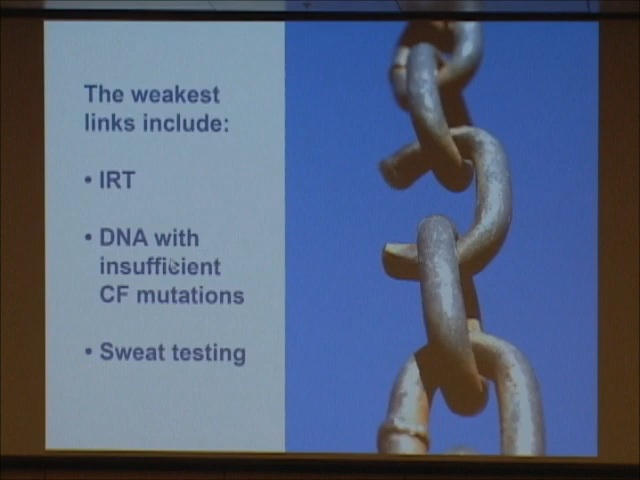 The weakest
links include:
• IRT
• DNA with
insufficient
CF mutations
• Sweat testing